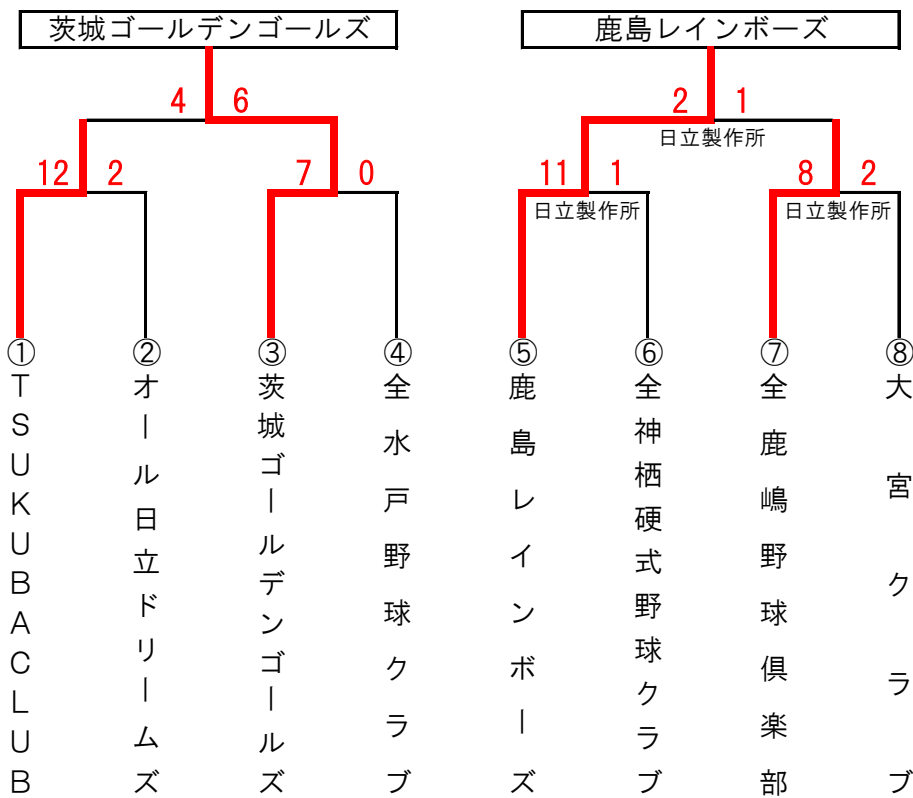 茨城ゴールデンゴールズ
鹿島レインボーズ
4 6
2 1
日立製作所
12 2
7 0
11 1
8 2
日立製作所
日立製作所
①TSUKUBACLUB
②オール日立ドリームズ
③茨城ゴールデンゴールズ
④全水戸野球クラブ
⑤鹿島レインボーズ
⑥全神栖硬式野球クラブ
⑦全鹿嶋野球倶楽部
⑧大宮クラブ